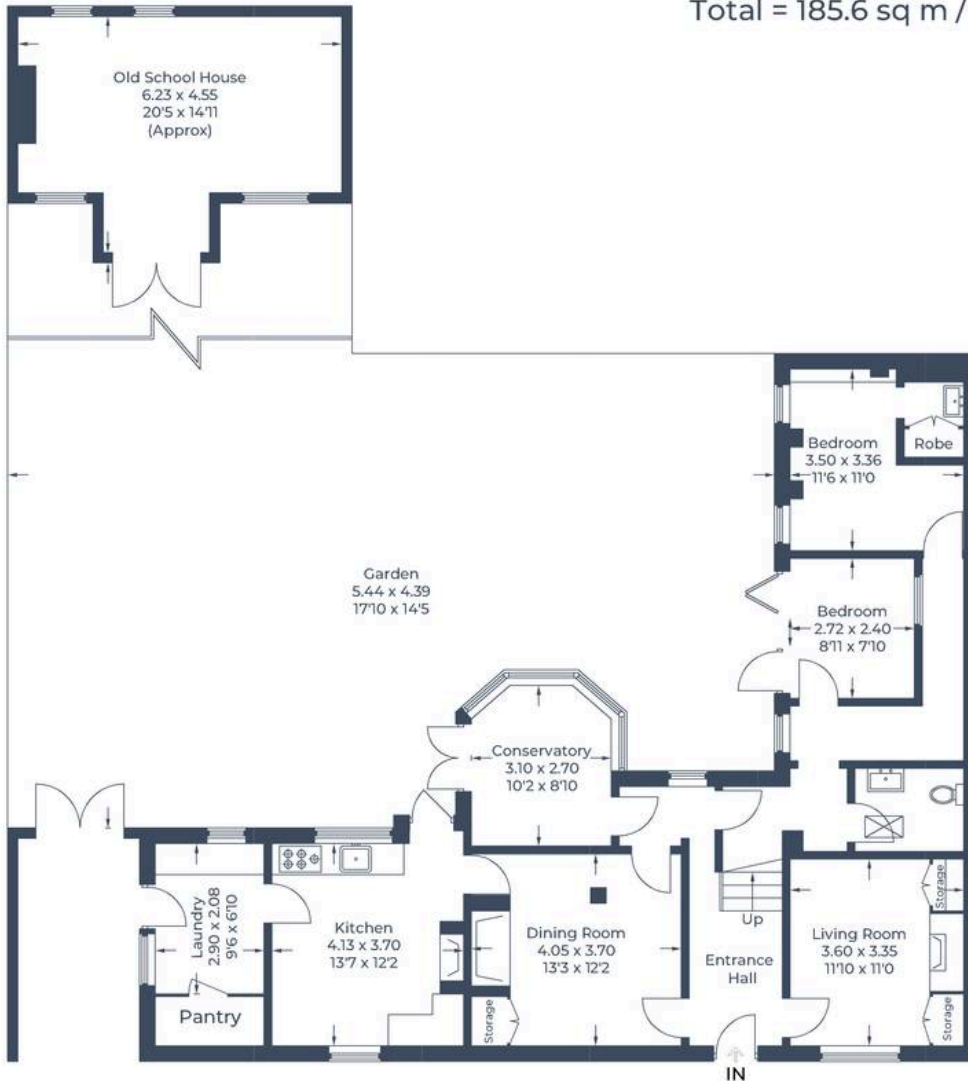 Total = 185.6 sq m /
Old School House
6.23 x 4.55
20'5 x 14'11
(Approx)
Bedroom
3.50 x 3.36
11'6 x 11'0
Robe
Garden
5.44 x 4.39
17'10 x 14'5
Bedroom
2.72 x 2.40
8'11 x 7'10
Conservatory
3.10 x 2.70
10'2 x 8'10
Laundry
2.90 x 2.08
9'6 x 6'10
Pantry
Kitchen
4.13 x 3.70
13'7 x 12'2
Dining Room
4.05 x 3.70
13'3 x 12'2
Storage
Up
Entrance
Hall
Living Room
3.60 x 3.35
11'10 x 11'0
Storage
Storage
IN